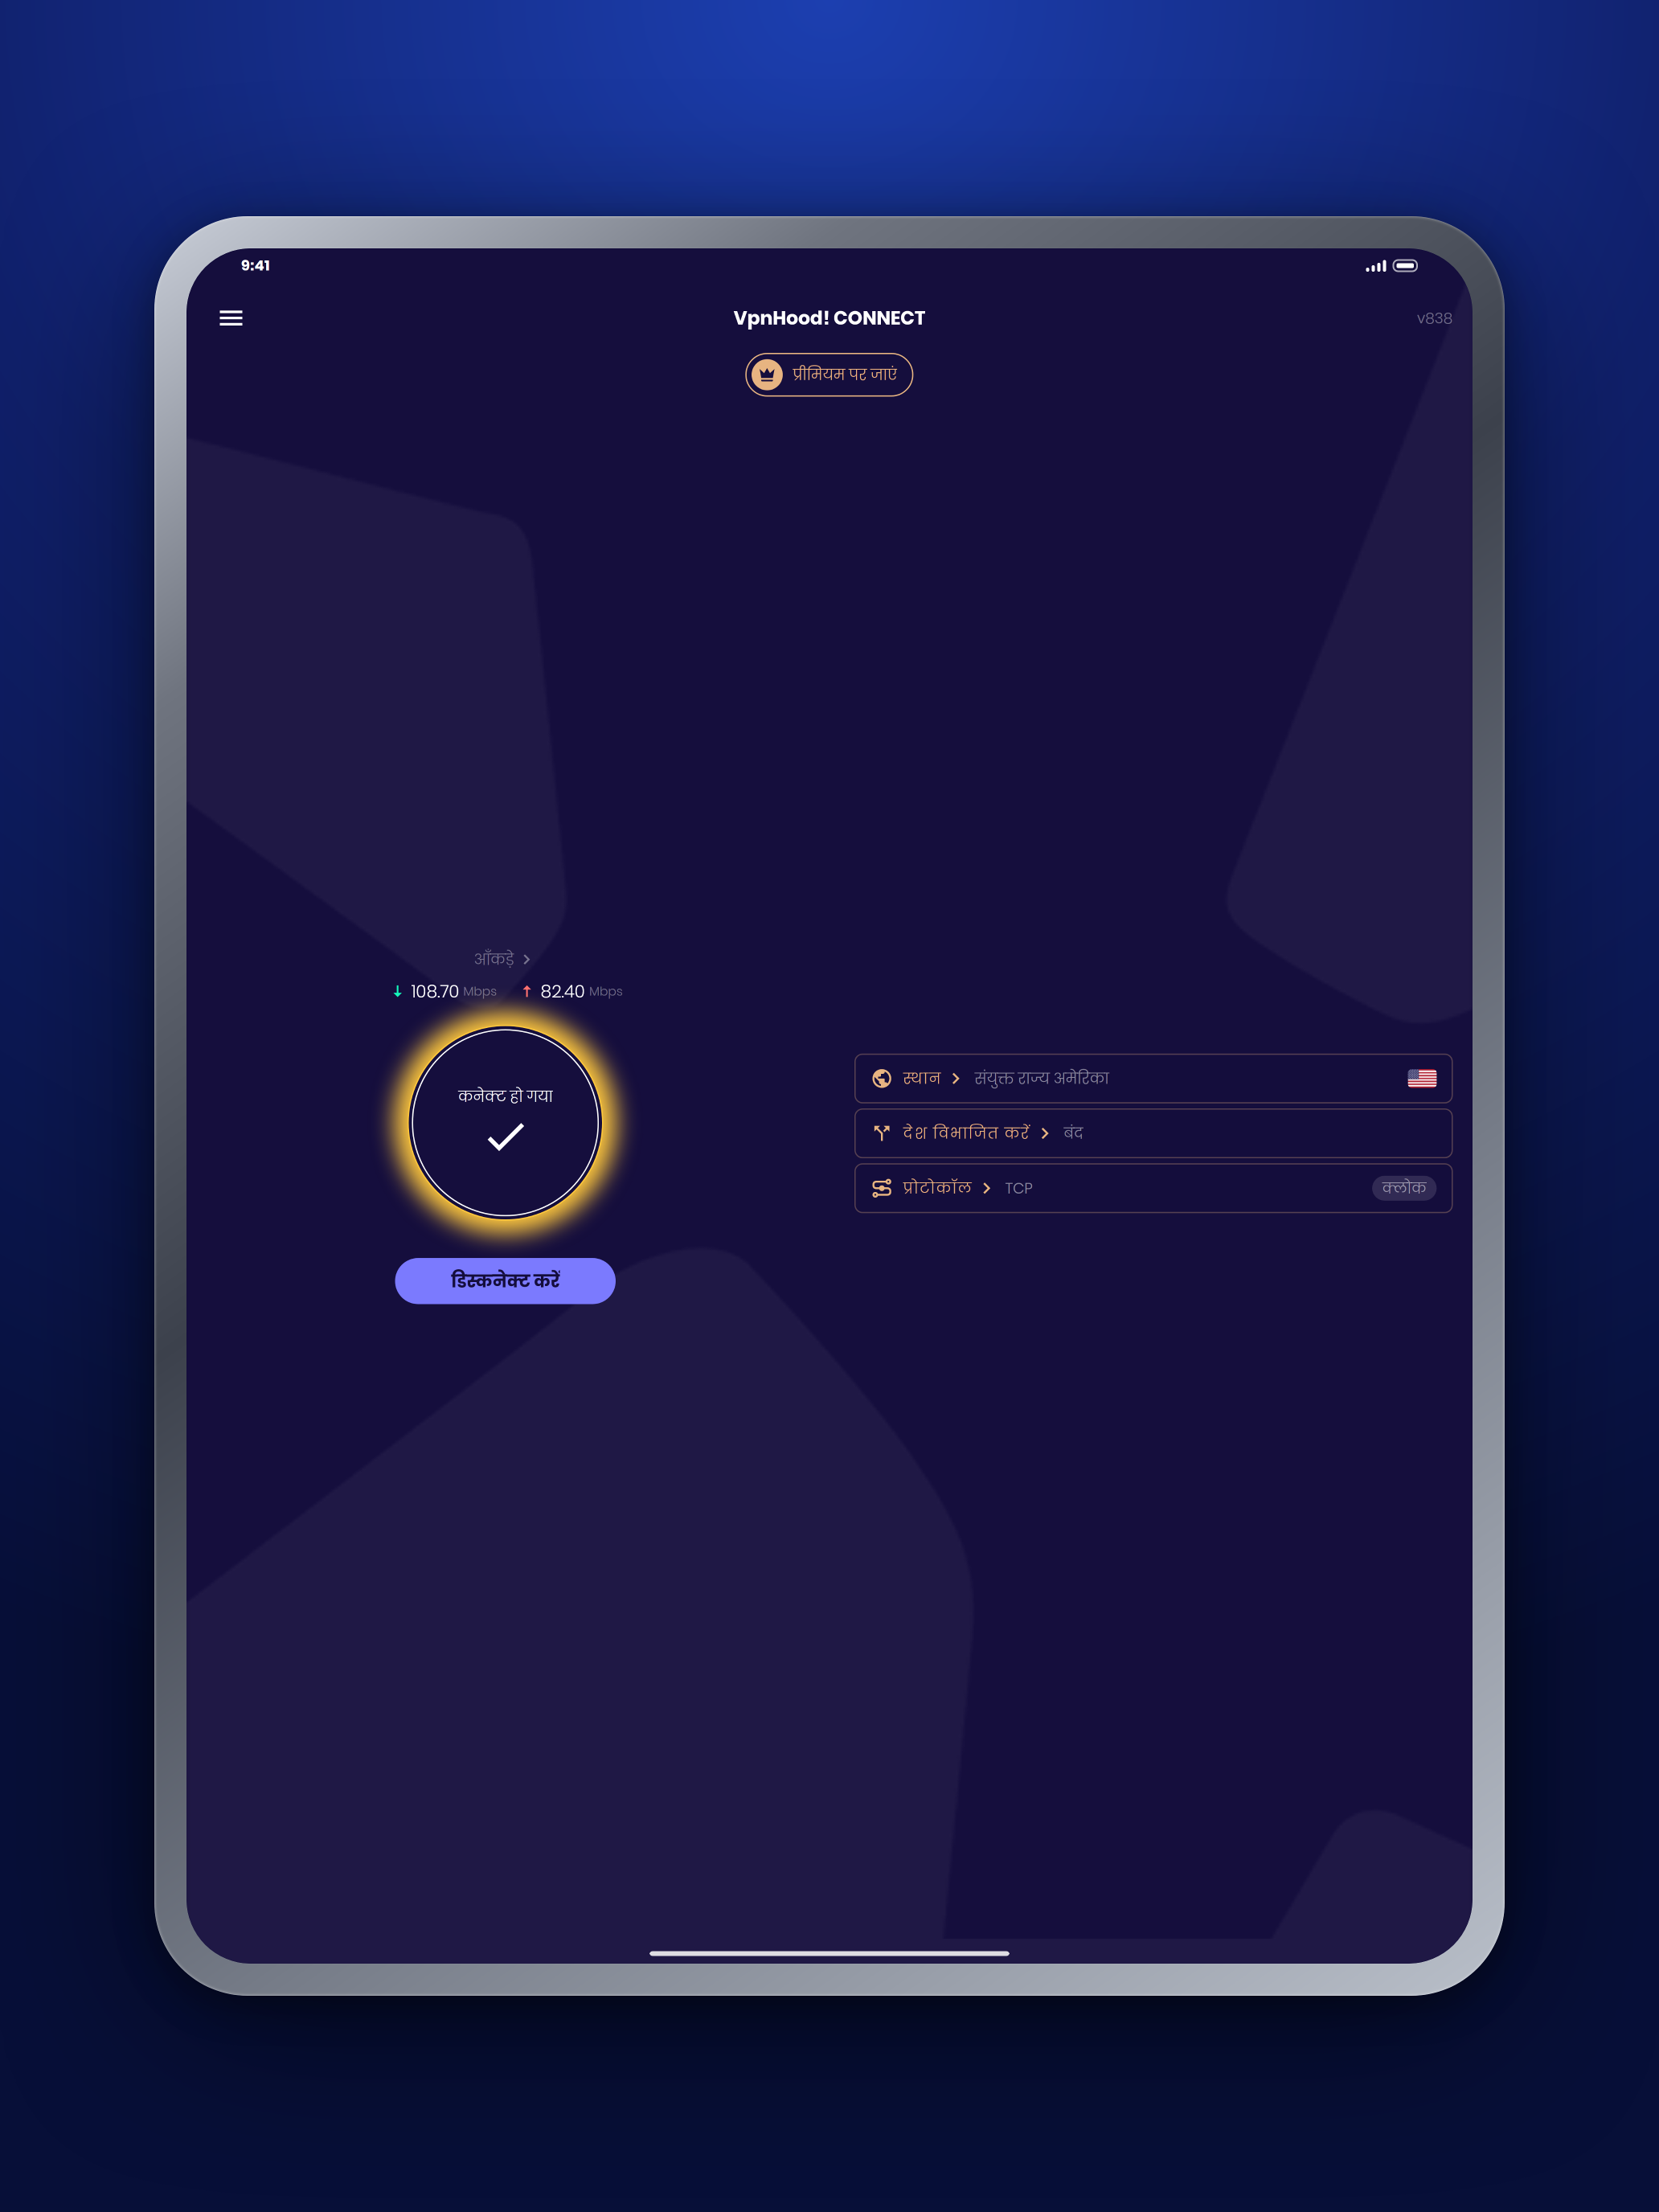 9:41
VpnHood! CONNECT
v838
प्रीमियम पर जाएं
आँकड़े
108.70 Mbps 82.40 Mbps
कनेक्ट हो गया
डिस्कनेक्ट करें
स्थान संयुक्त राज्य अमेरिका
देश विभाजित करें बंद
प्रोटोकॉल TCP क्लोक